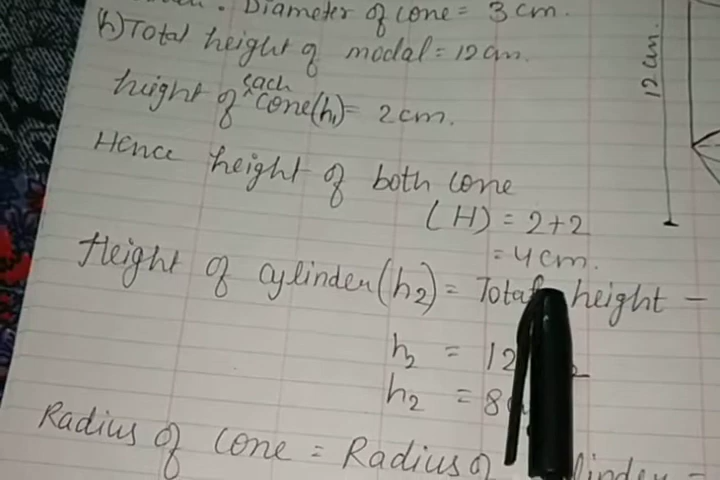 Diameter of cone = 3 cm.
(h) Total height of modal = 12 cm.
height of each cone (h1) = 2 cm.
12 cm.
Hence height of both cone
(H) = 2+2
= 4 cm.
Height of cylinder (h2) = Total height -
h2 = 12
h2 = 8
Radius of cone = Radius of